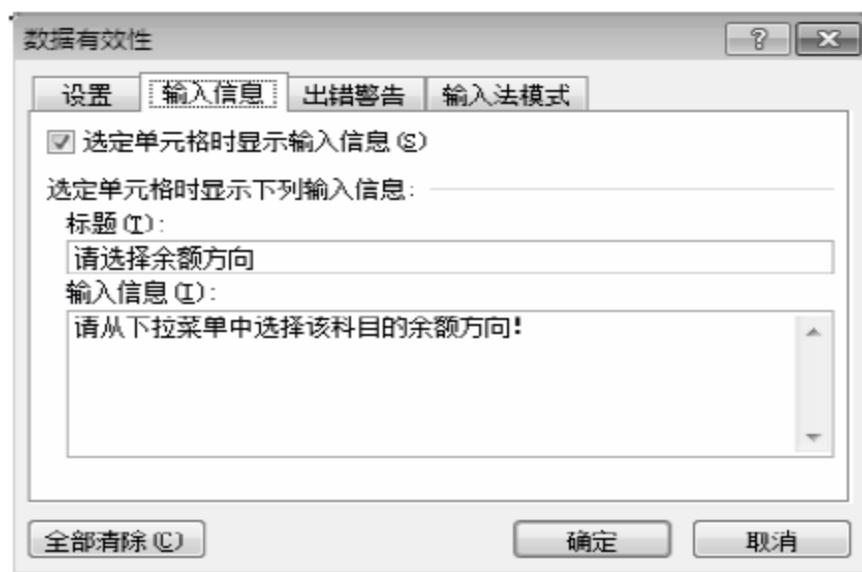 数据有效性
设置 输入信息 出错警告 输入法模式
选定单元格时显示输入信息(S)
选定单元格时显示下列输入信息:
标题(T):
请选择余额方向
输入信息(I):
请从下拉菜单中选择该科目的余额方向!
全部清除(C) 确定 取消